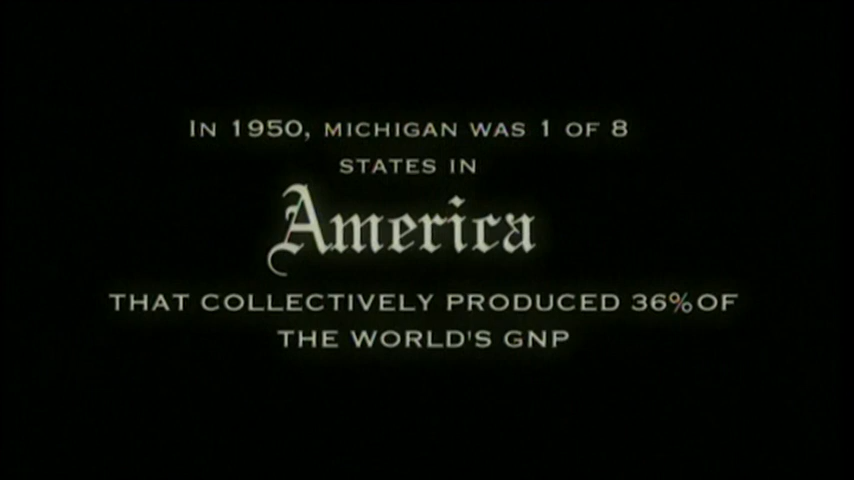 In 1950, michigan was 1 of 8
states in
America
that collectively produced 36%of
the world's gnp